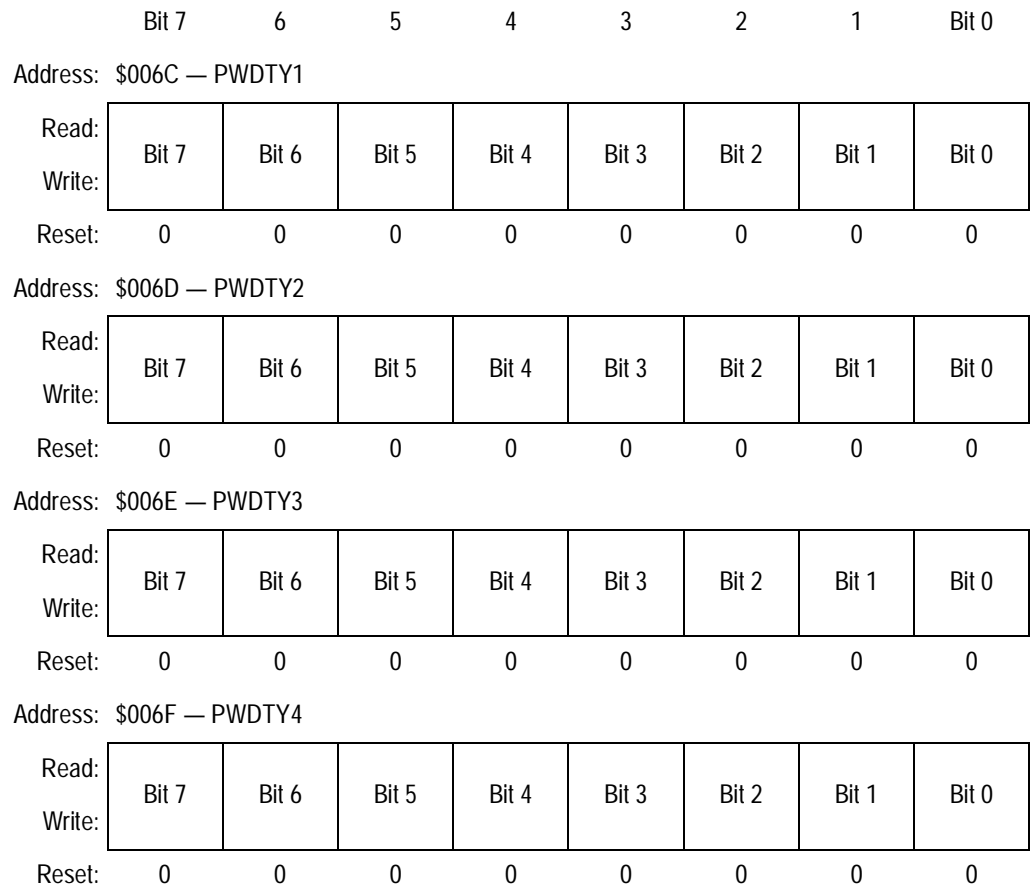 Bit 7 6 5 4 3 2 1 Bit 0
Address: $006C — PWDTY1
Read:
Bit 7 Bit 6 Bit 5 Bit 4 Bit 3 Bit 2 Bit 1 Bit 0
Write:
Reset: 0 0 0 0 0 0 0 0
Address: $006D — PWDTY2
Read:
Bit 7 Bit 6 Bit 5 Bit 4 Bit 3 Bit 2 Bit 1 Bit 0
Write:
Reset: 0 0 0 0 0 0 0 0
Address: $006E — PWDTY3
Read:
Bit 7 Bit 6 Bit 5 Bit 4 Bit 3 Bit 2 Bit 1 Bit 0
Write:
Reset: 0 0 0 0 0 0 0 0
Address: $006F — PWDTY4
Read:
Bit 7 Bit 6 Bit 5 Bit 4 Bit 3 Bit 2 Bit 1 Bit 0
Write:
Reset: 0 0 0 0 0 0 0 0